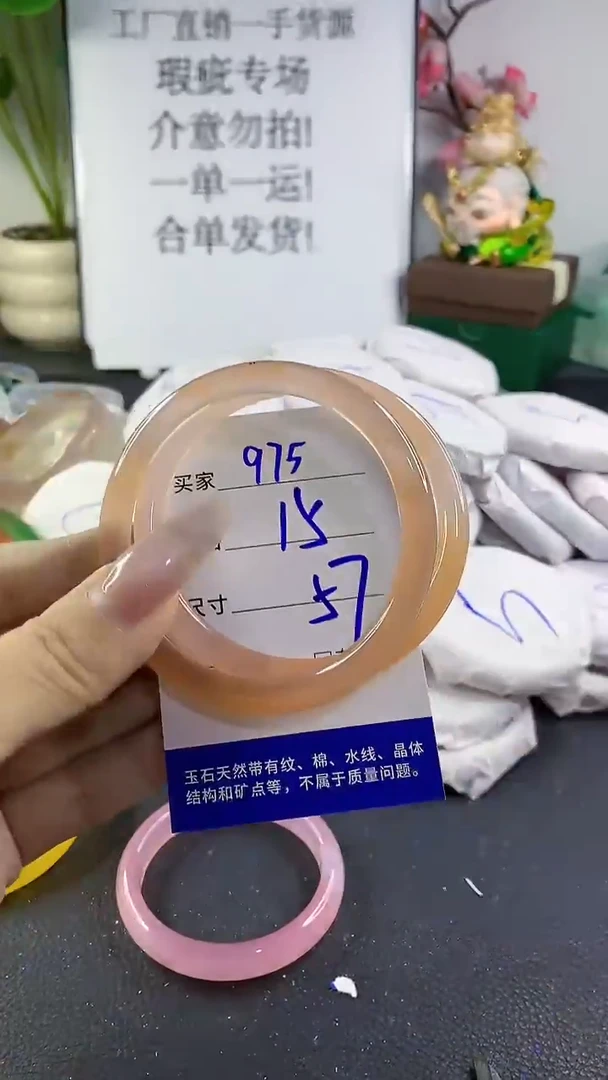 工厂直销一手货源
瑕疵专场
介意勿拍!
一单一运!
合单发货!
买家 975
15
尺寸 57
玉石天然带有纹、棉、水线、晶体
结构和矿点等，不属于质量问题。